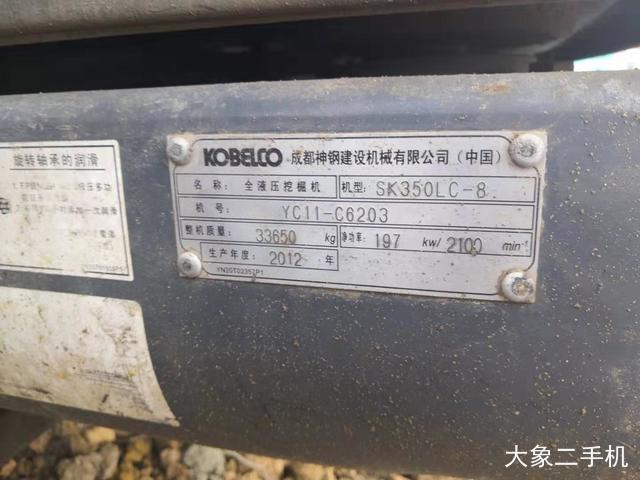 旋转轴承的润滑
KOBELCO 成都神钢建设机械有限公司（中国）
名称: 全液压挖掘机 机型: SK350LC-8
机号: YC11-C6203
整机质量: 33650 kg 净功率: 197 kw/ 2100 min⁻¹
生产年度: 2012 年
YN20T02357P1
大象二手机